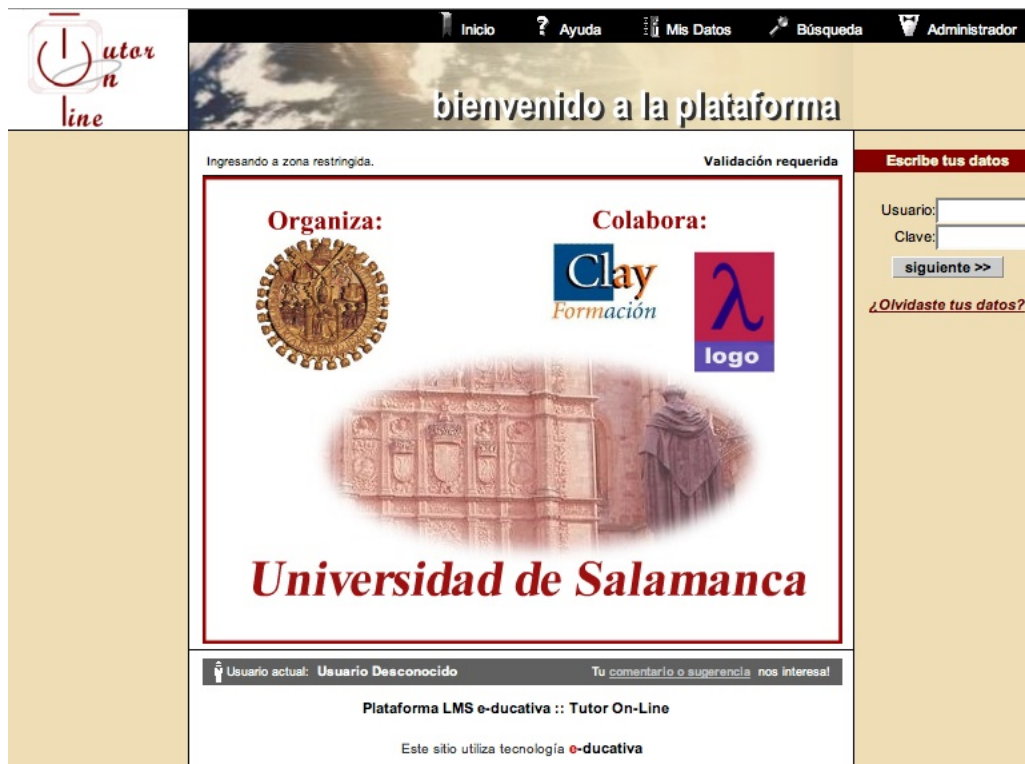 Tutor
On
line
Inicio
Ayuda
Mis Datos
Búsqueda
Administrador
bienvenido a la plataforma
Ingresando a zona restringida.
Validación requerida
Escribe tus datos
Usuario:
Clave:
siguiente >>
¿Olvidaste tus datos?
Organiza:
Colabora:
Clay
Formación
λ
logo
Universidad de Salamanca
Usuario actual: Usuario Desconocido
Tu comentario o sugerencia nos interesa!
Plataforma LMS e-ducativa :: Tutor On-Line
Este sitio utiliza tecnología e-ducativa